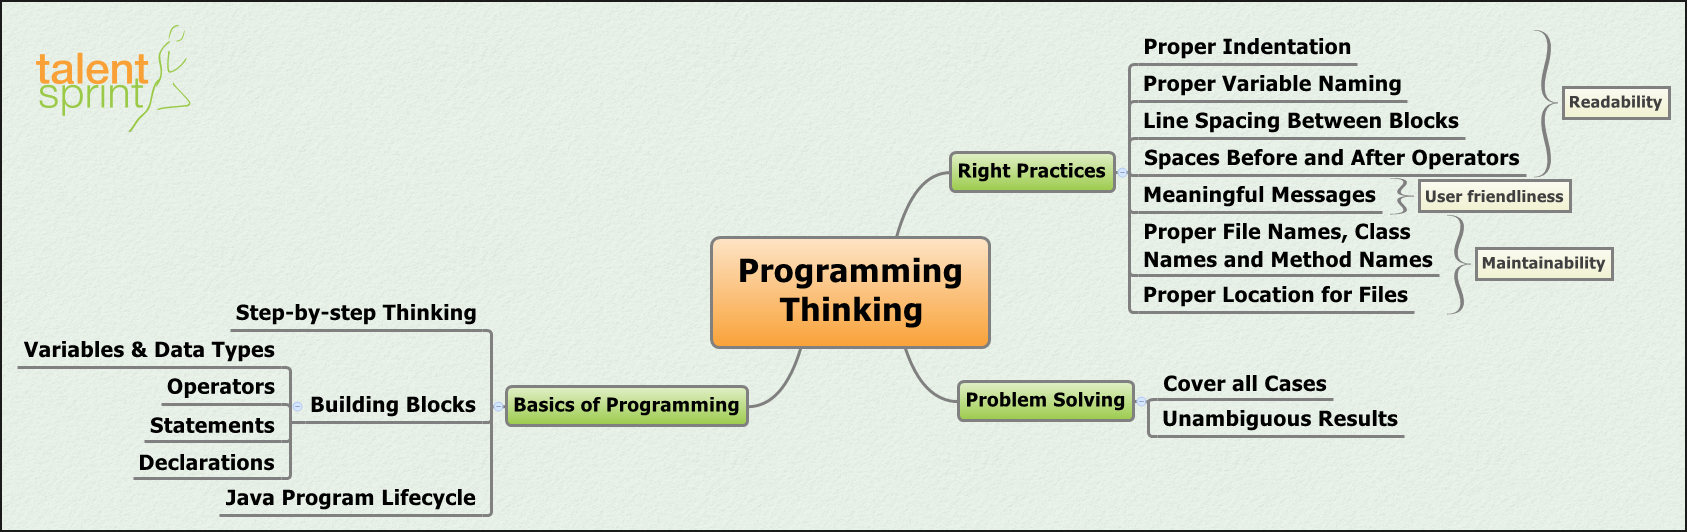 talent
sprint
Proper Indentation
Proper Variable Naming
Line Spacing Between Blocks
Spaces Before and After Operators
Readability
Right Practices
Meaningful Messages
User friendliness
Proper File Names, Class
Names and Method Names
Proper Location for Files
Maintainability
Programming
Thinking
Step-by-step Thinking
Variables & Data Types
Operators
Statements
Declarations
Building Blocks
Java Program Lifecycle
Basics of Programming
Problem Solving
Cover all Cases
Unambiguous Results